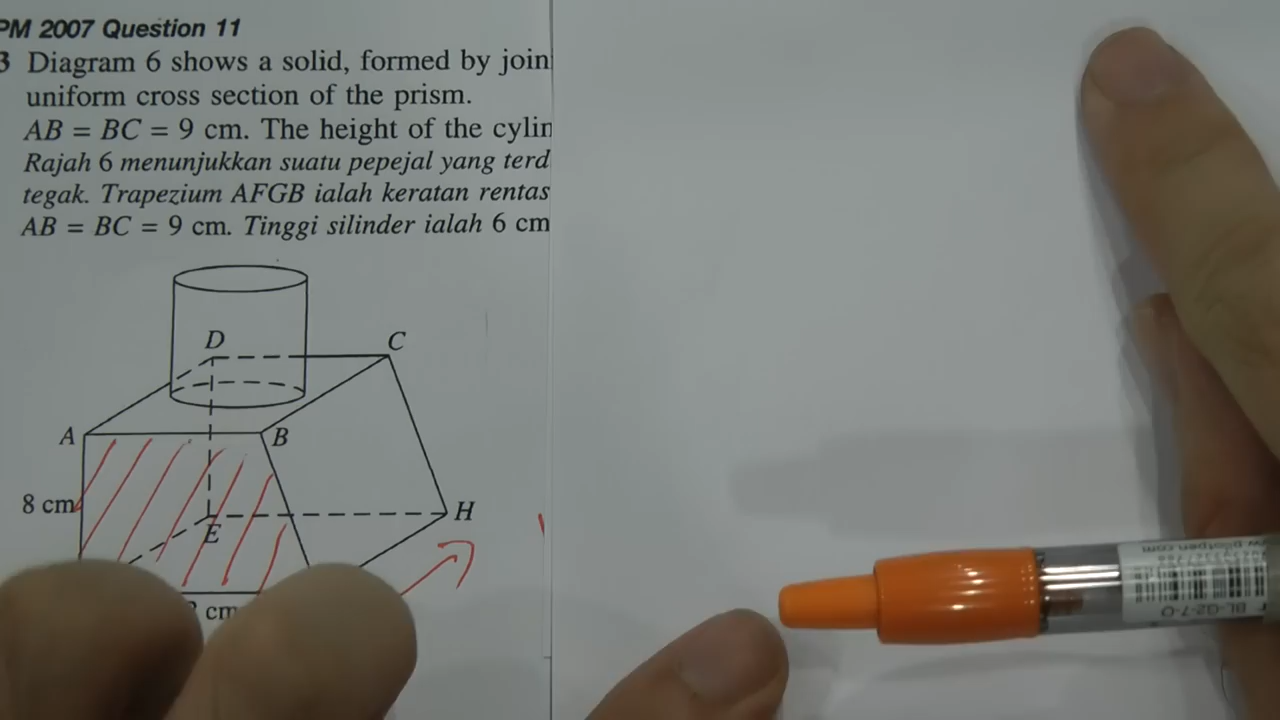 PM 2007 Question 11
3 Diagram 6 shows a solid, formed by join
uniform cross section of the prism.
AB = BC = 9 cm. The height of the cylin
Rajah 6 menunjukkan suatu pepejal yang terd
tegak. Trapezium AFGB ialah keratan rentas
AB = BC = 9 cm. Tinggi silinder ialah 6 cm
D
C
A
B
8 cm
E
H
cm